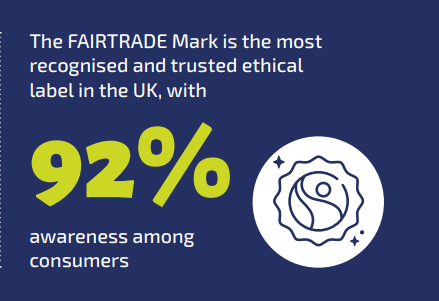 The FAIRTRADE Mark is the most
recognised and trusted ethical
label in the UK, with
92%
awareness among
consumers